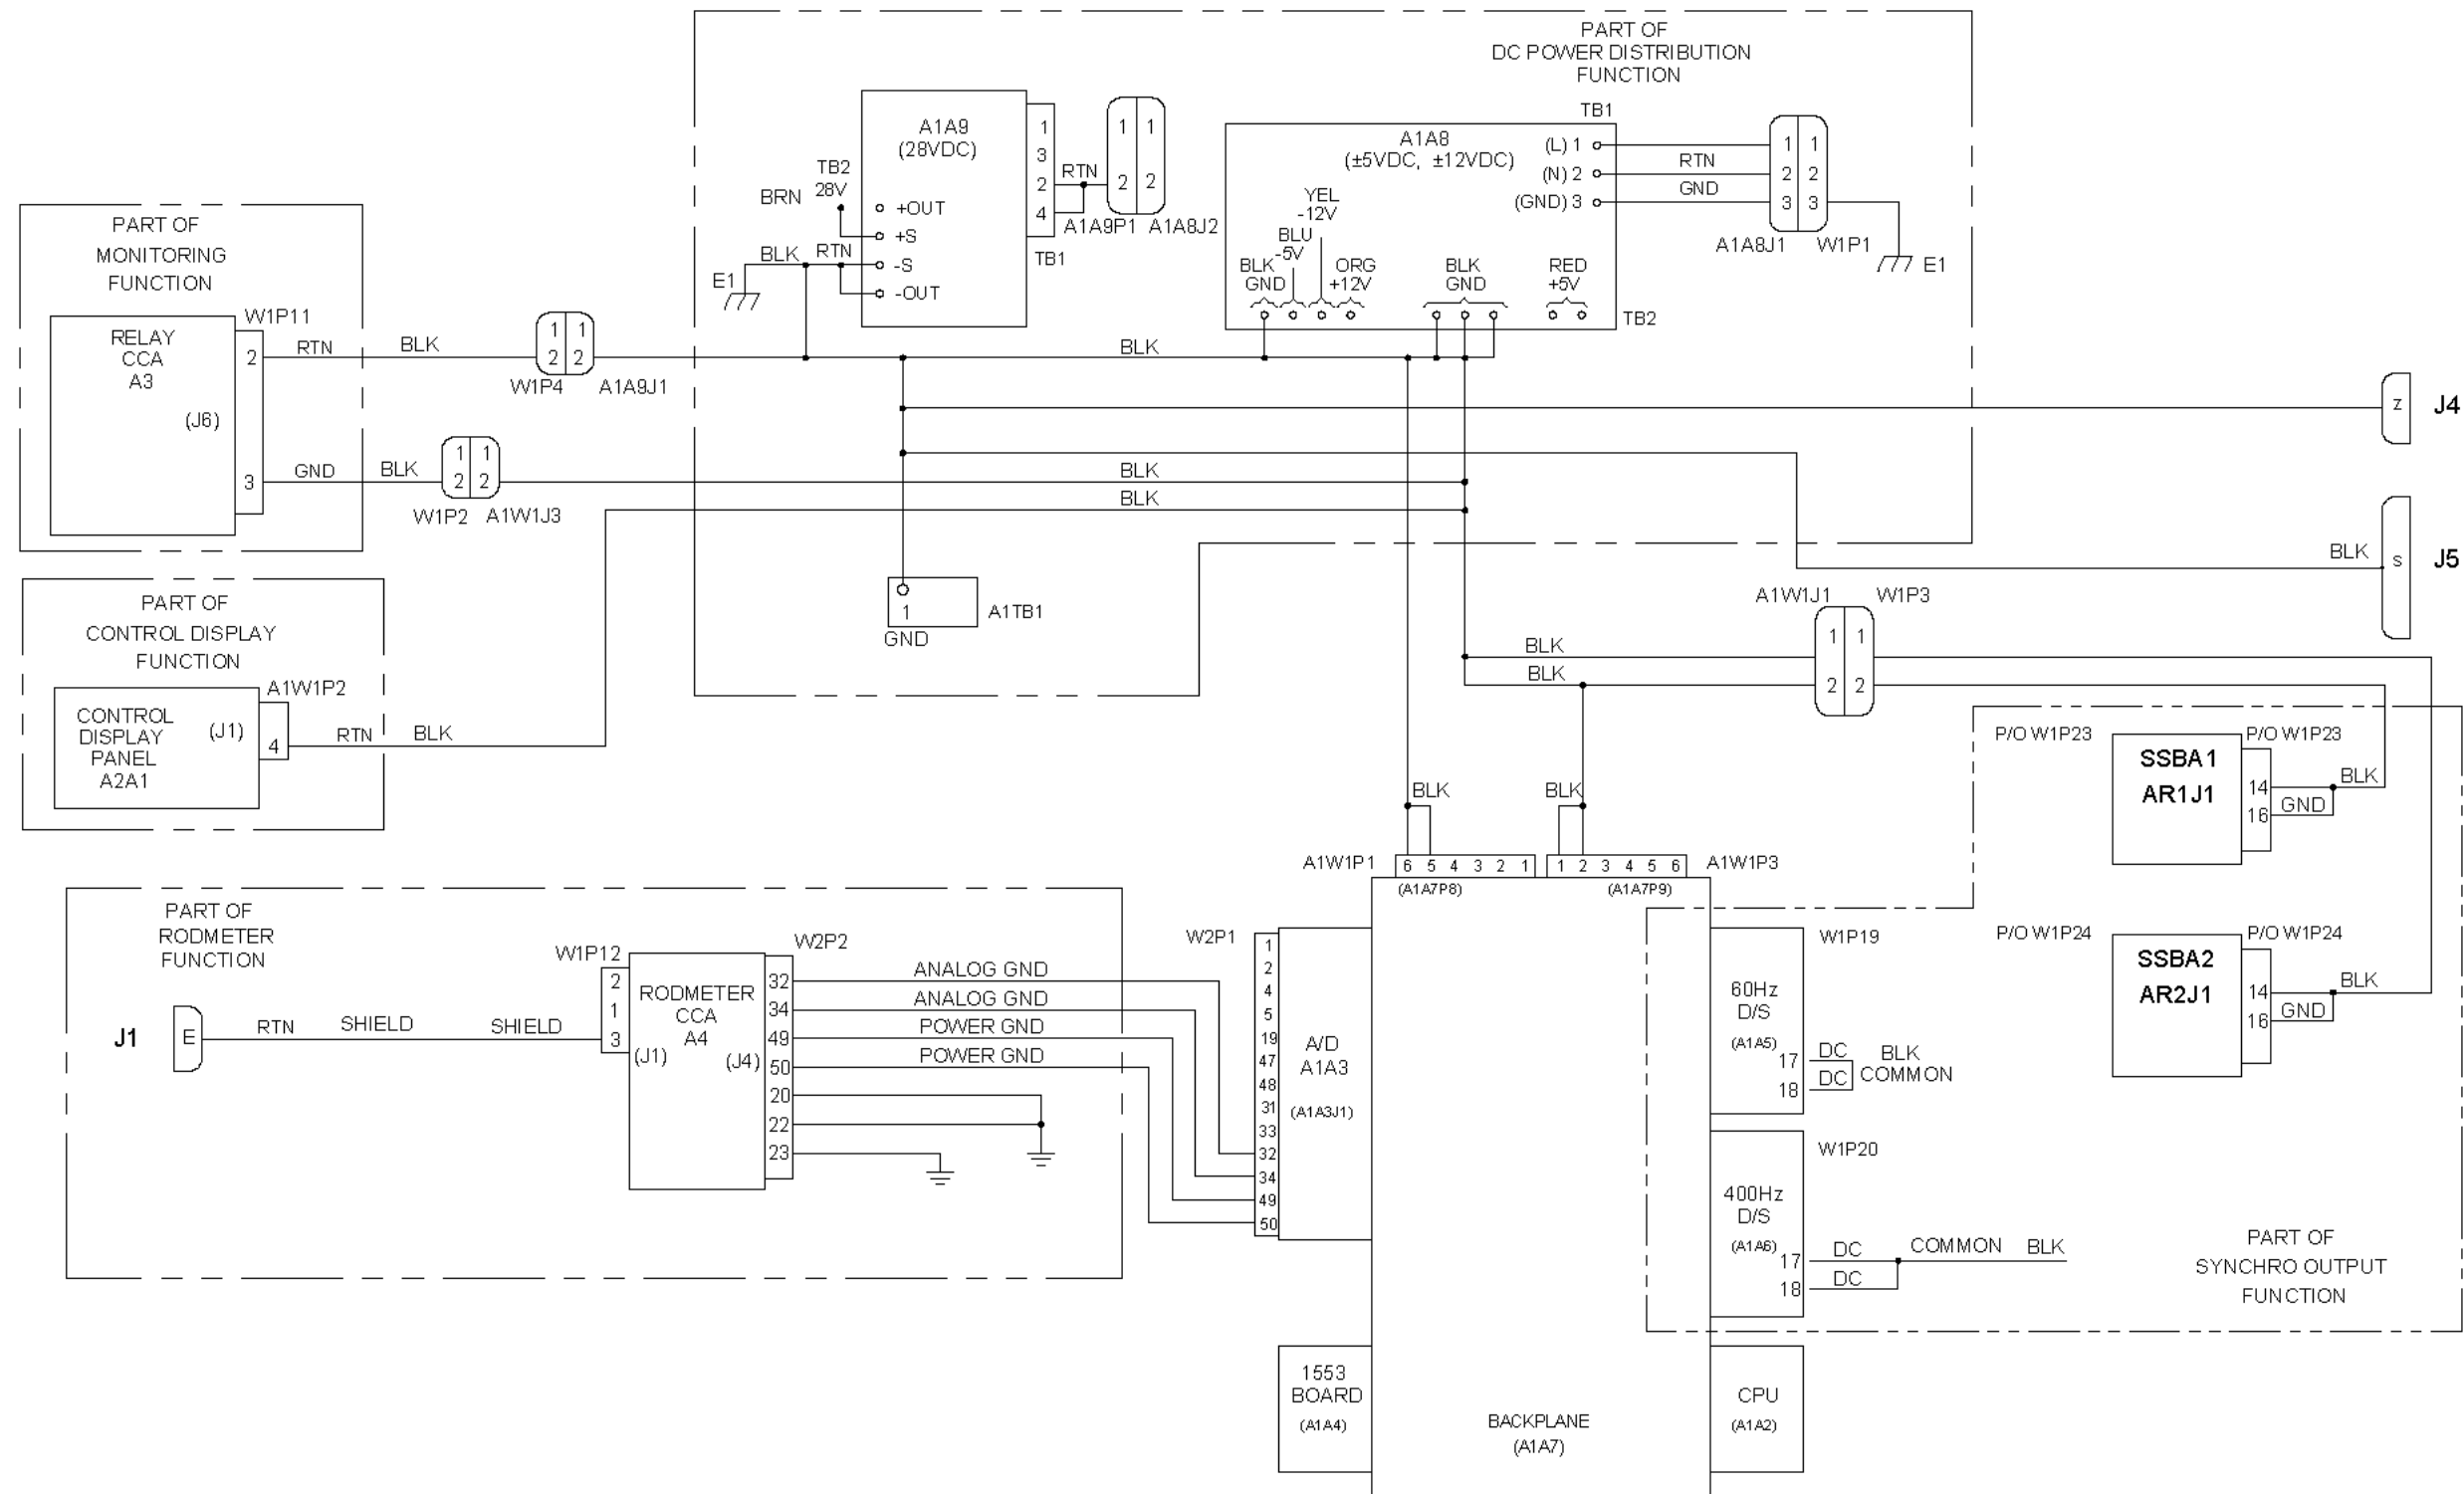 PART OF
DC POWER DISTRIBUTION
FUNCTION
A1A9
(28VDC)
TB2
28V
BRN
+OUT
+S
-S
-OUT
BLK
RTN
E1
1
3
2
4
TB1
RTN
1 1
2 2
A1A9P1 A1A8J2
TB1
A1A8
(±5VDC, ±12VDC)
(L) 1
(N) 2
(GND) 3
RTN
GND
1 1
2 2
3 3
A1A8J1 W1P1
E1
YEL
-12V
BLU
-5V
BLK
GND
ORG
+12V
BLK
GND
RED
+5V
TB2
PART OF
MONITORING
FUNCTION
RELAY
CCA
A3
(J6)
W1P11
2
3
RTN
BLK
1 1
2 2
W1P4 A1A9J1
BLK
GND
BLK
1 1
2 2
W1P2 A1W1J3
BLK
BLK
Z
J4
BLK
S
J5
1
GND
A1TB1
PART OF
CONTROL DISPLAY
FUNCTION
CONTROL
DISPLAY
PANEL
A2A1
(J1)
A1W1P2
4
RTN
BLK
A1W1J1 W1P3
BLK
BLK
1 1
2 2
P/O W1P23
SSBA1
AR1J1
P/O W1P23
14
16
BLK
GND
P/O W1P24
SSBA2
AR2J1
P/O W1P24
14
16
BLK
GND
BLK
BLK
A1W1P1
6 5 4 3 2 1
1 2 3 4 5 6
A1W1P3
(A1A7P8)
(A1A7P9)
PART OF
RODMETER
FUNCTION
J1
E
RTN
SHIELD
SHIELD
W1P12
2
1
3
RODMETER
CCA
A4
(J1)
(J4)
W2P2
32
34
49
50
20
22
23
ANALOG GND
ANALOG GND
POWER GND
POWER GND
W2P1
1
2
4
5
19
47
48
31
33
32
34
49
50
A/D
A1A3
(A1A3J1)
W1P19
60Hz
D/S
(A1A5)
17
18
DC
DC
BLK
COMMON
W1P20
400Hz
D/S
(A1A6)
17
18
DC
DC
COMMON
BLK
PART OF
SYNCHRO OUTPUT
FUNCTION
1553
BOARD
(A1A4)
BACKPLANE
(A1A7)
CPU
(A1A2)